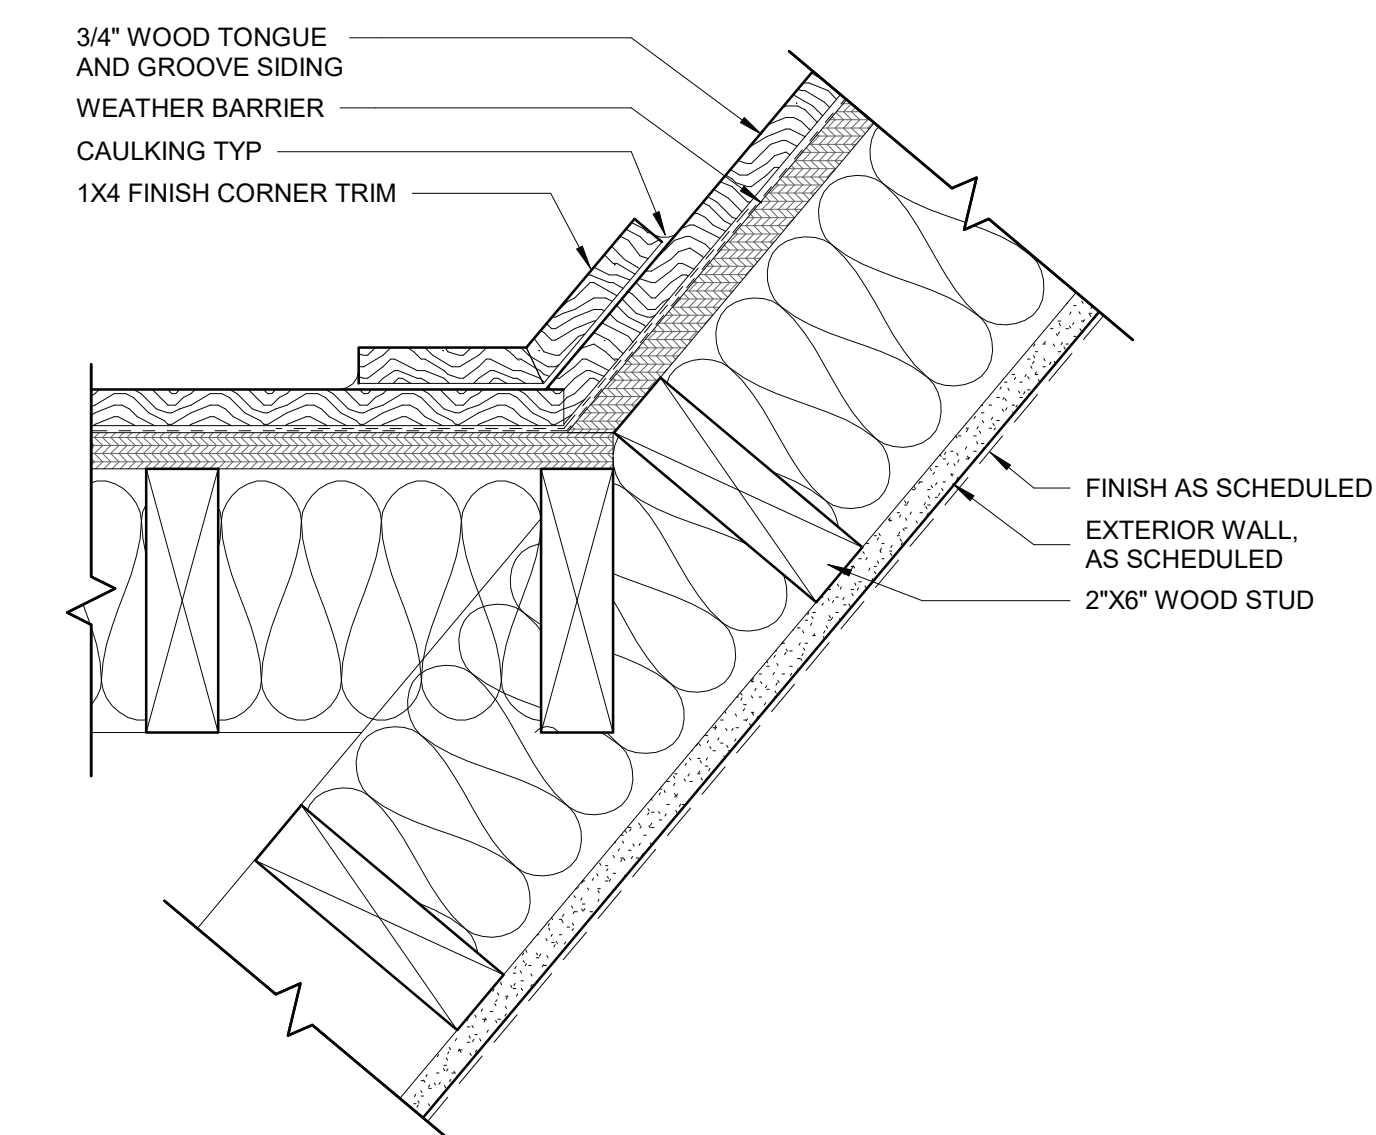 3/4" WOOD TONGUE
AND GROOVE SIDING
WEATHER BARRIER
CAULKING TYP
1X4 FINISH CORNER TRIM
FINISH AS SCHEDULED
EXTERIOR WALL,
AS SCHEDULED
2"X6" WOOD STUD